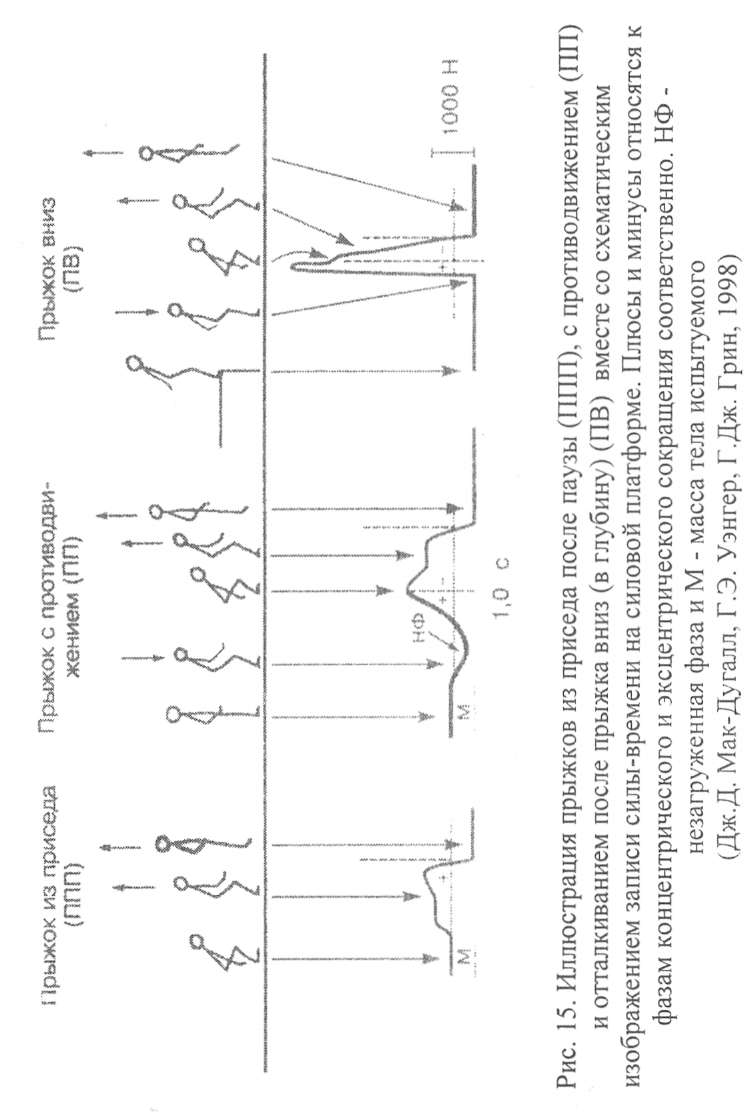 Прыжок из приседа
(ППП)
Прыжок с противодви-
жением (ПП)
Прыжок вниз
(ПВ)
М
+
М
НФ
+ -
+ -
1000 Н
1,0 с
Рис. 15. Иллюстрация прыжков из приседа после паузы (ППП), с противодвижением (ПП)
и отталкиванием после прыжка вниз (в глубину) (ПВ) вместе со схематическим
изображением записи силы-времени на силовой платформе. Плюсы и минусы относятся к
фазам концентрического и эксцентрического сокращения соответственно. НФ -
незагруженная фаза и М - масса тела испытуемого
(Дж.Д. Мак-Дугалл, Г.Э. Уэнгер, Г.Дж. Грин, 1998)